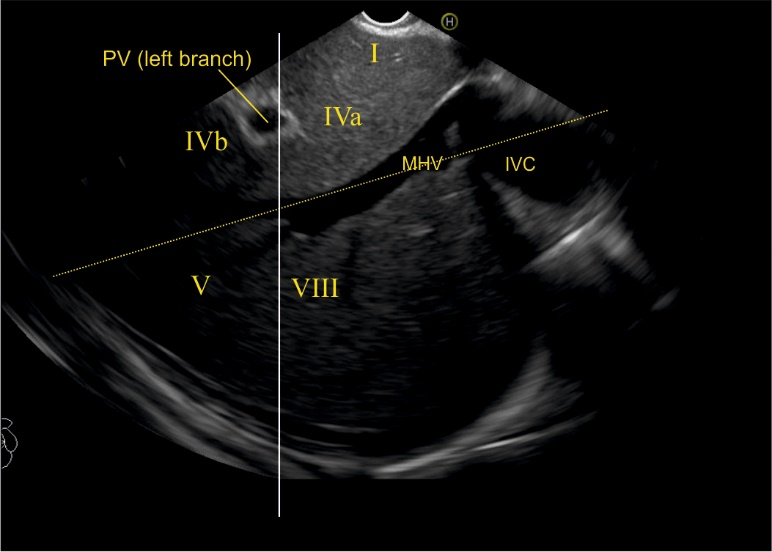 H
I
PV (left branch)
IVa
IVb
MHV
IVC
V
VIII